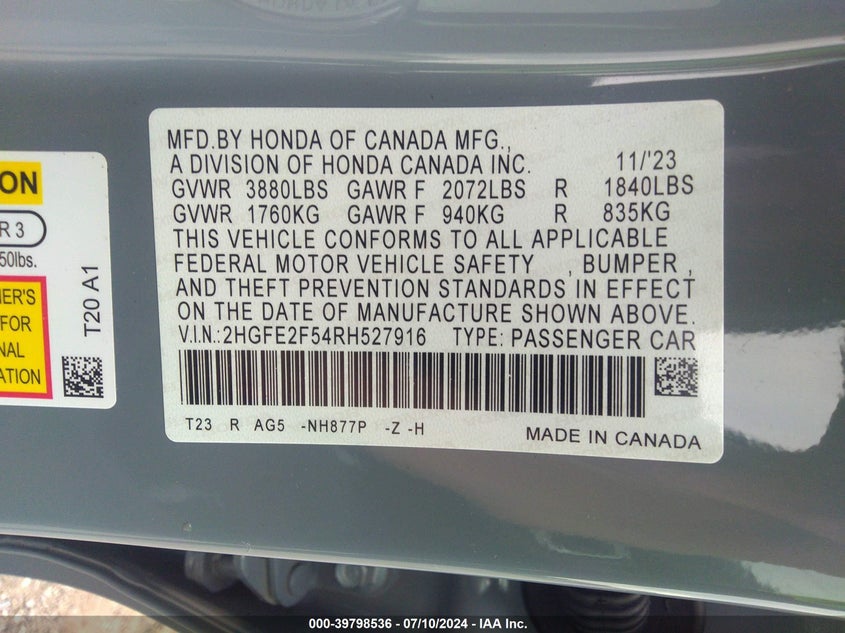 MFD.BY HONDA OF CANADA MFG.,
A DIVISION OF HONDA CANADA INC. 11/'23
GVWR 3880LBS GAWR F 2072LBS R 1840LBS
GVWR 1760KG GAWR F 940KG R 835KG
THIS VEHICLE CONFORMS TO ALL APPLICABLE
FEDERAL MOTOR VEHICLE SAFETY , BUMPER ,
AND THEFT PREVENTION STANDARDS IN EFFECT
ON THE DATE OF MANUFACTURE SHOWN ABOVE.
V.I.N.:2HGFE2F54RH527916 TYPE: PASSENGER CAR
T23 R AG5 -NH877P -Z -H
MADE IN CANADA
ON
R 3
50lbs.
ER'S
FOR
NAL
ATION
T20 A1
000-39798536 - 07/10/2024 - IAA Inc.